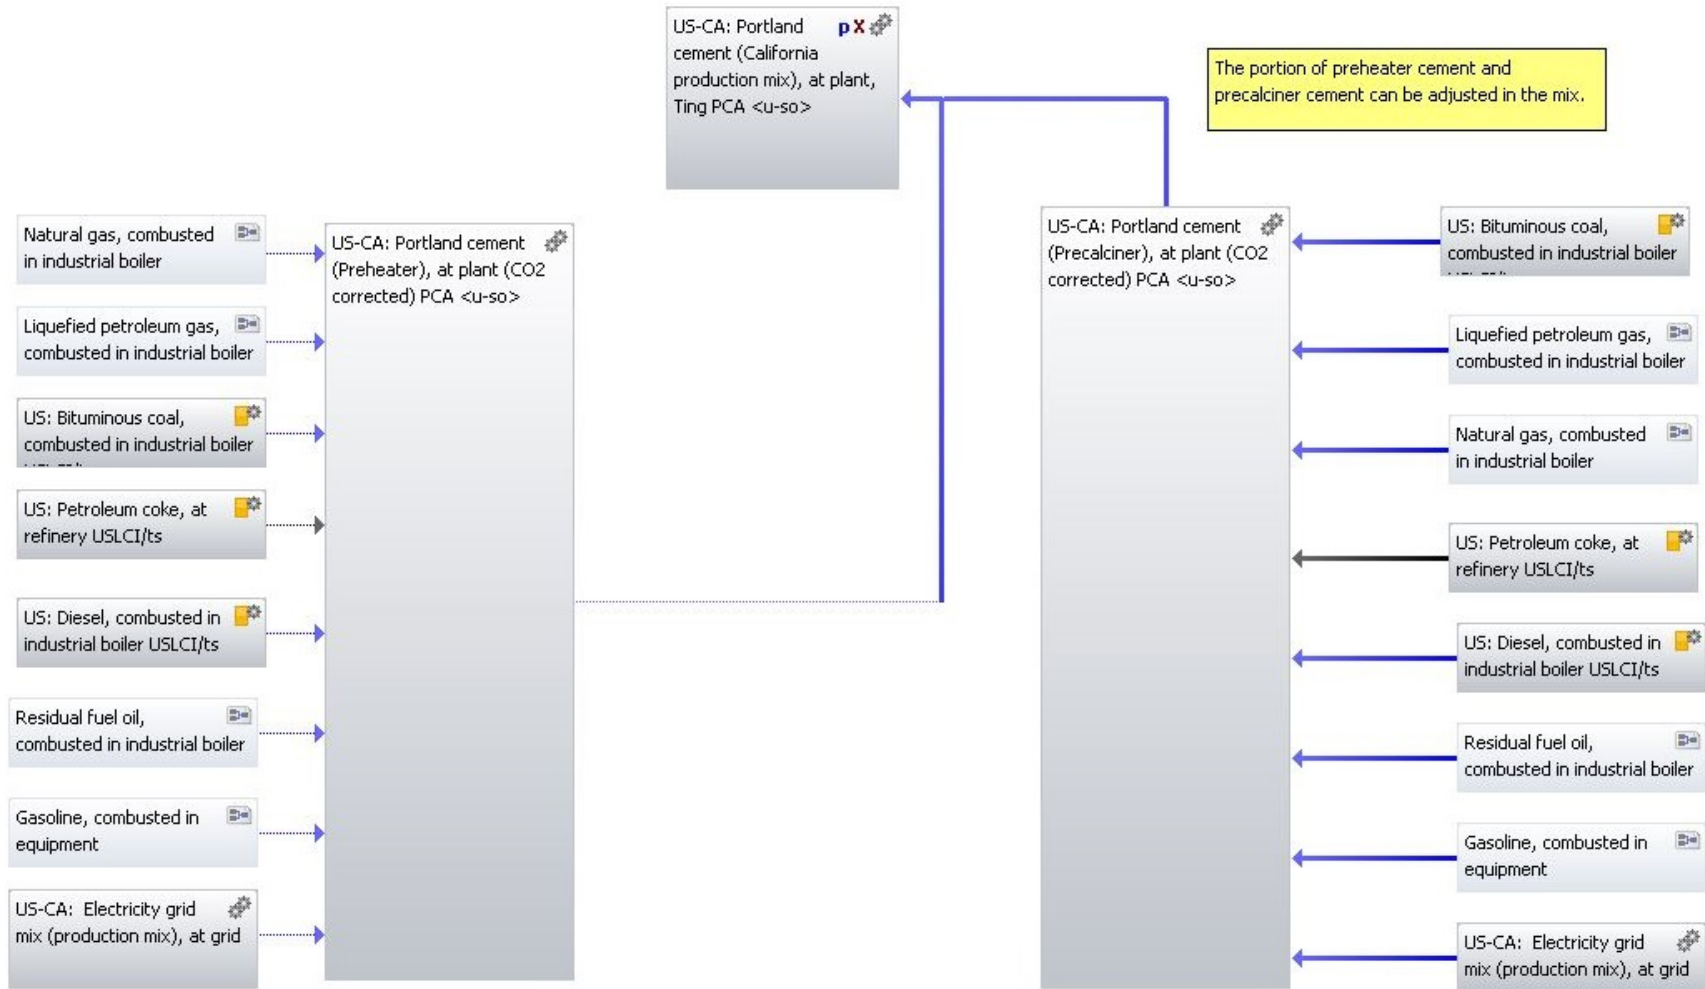 US-CA: Portland pX
cement (California
production mix), at plant,
Ting PCA <u-so>
The portion of preheater cement and
precalciner cement can be adjusted in the mix.
Natural gas, combusted
in industrial boiler
Liquefied petroleum gas,
combusted in industrial boiler
US: Bituminous coal,
combusted in industrial boiler
US: Petroleum coke, at
refinery USLCI/ts
US: Diesel, combusted in
industrial boiler USLCI/ts
Residual fuel oil,
combusted in industrial boiler
Gasoline, combusted in
equipment
US-CA: Electricity grid
mix (production mix), at grid
US-CA: Portland cement
(Preheater), at plant (CO2
corrected) PCA <u-so>
US-CA: Portland cement
(Precalciner), at plant (CO2
corrected) PCA <u-so>
US: Bituminous coal,
combusted in industrial boiler
Liquefied petroleum gas,
combusted in industrial boiler
Natural gas, combusted
in industrial boiler
US: Petroleum coke, at
refinery USLCI/ts
US: Diesel, combusted in
industrial boiler USLCI/ts
Residual fuel oil,
combusted in industrial boiler
Gasoline, combusted in
equipment
US-CA: Electricity grid
mix (production mix), at grid